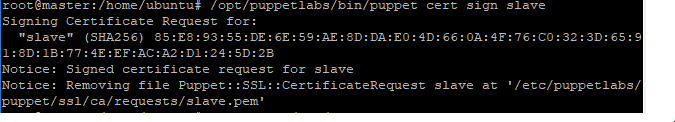 root@master:/home/ubuntu# /opt/puppetlabs/bin/puppet cert sign slave
Signing Certificate Request for:
  "slave" (SHA256) 85:E8:93:55:DE:6E:59:AE:8D:DA:E0:4D:66:0A:4F:76:C0:32:3D:65:9
1:8D:1B:77:4E:EF:AC:A2:D1:24:5D:2B
Notice: Signed certificate request for slave
Notice: Removing file Puppet::SSL::CertificateRequest slave at '/etc/puppetlabs/
puppet/ssl/ca/requests/slave.pem'